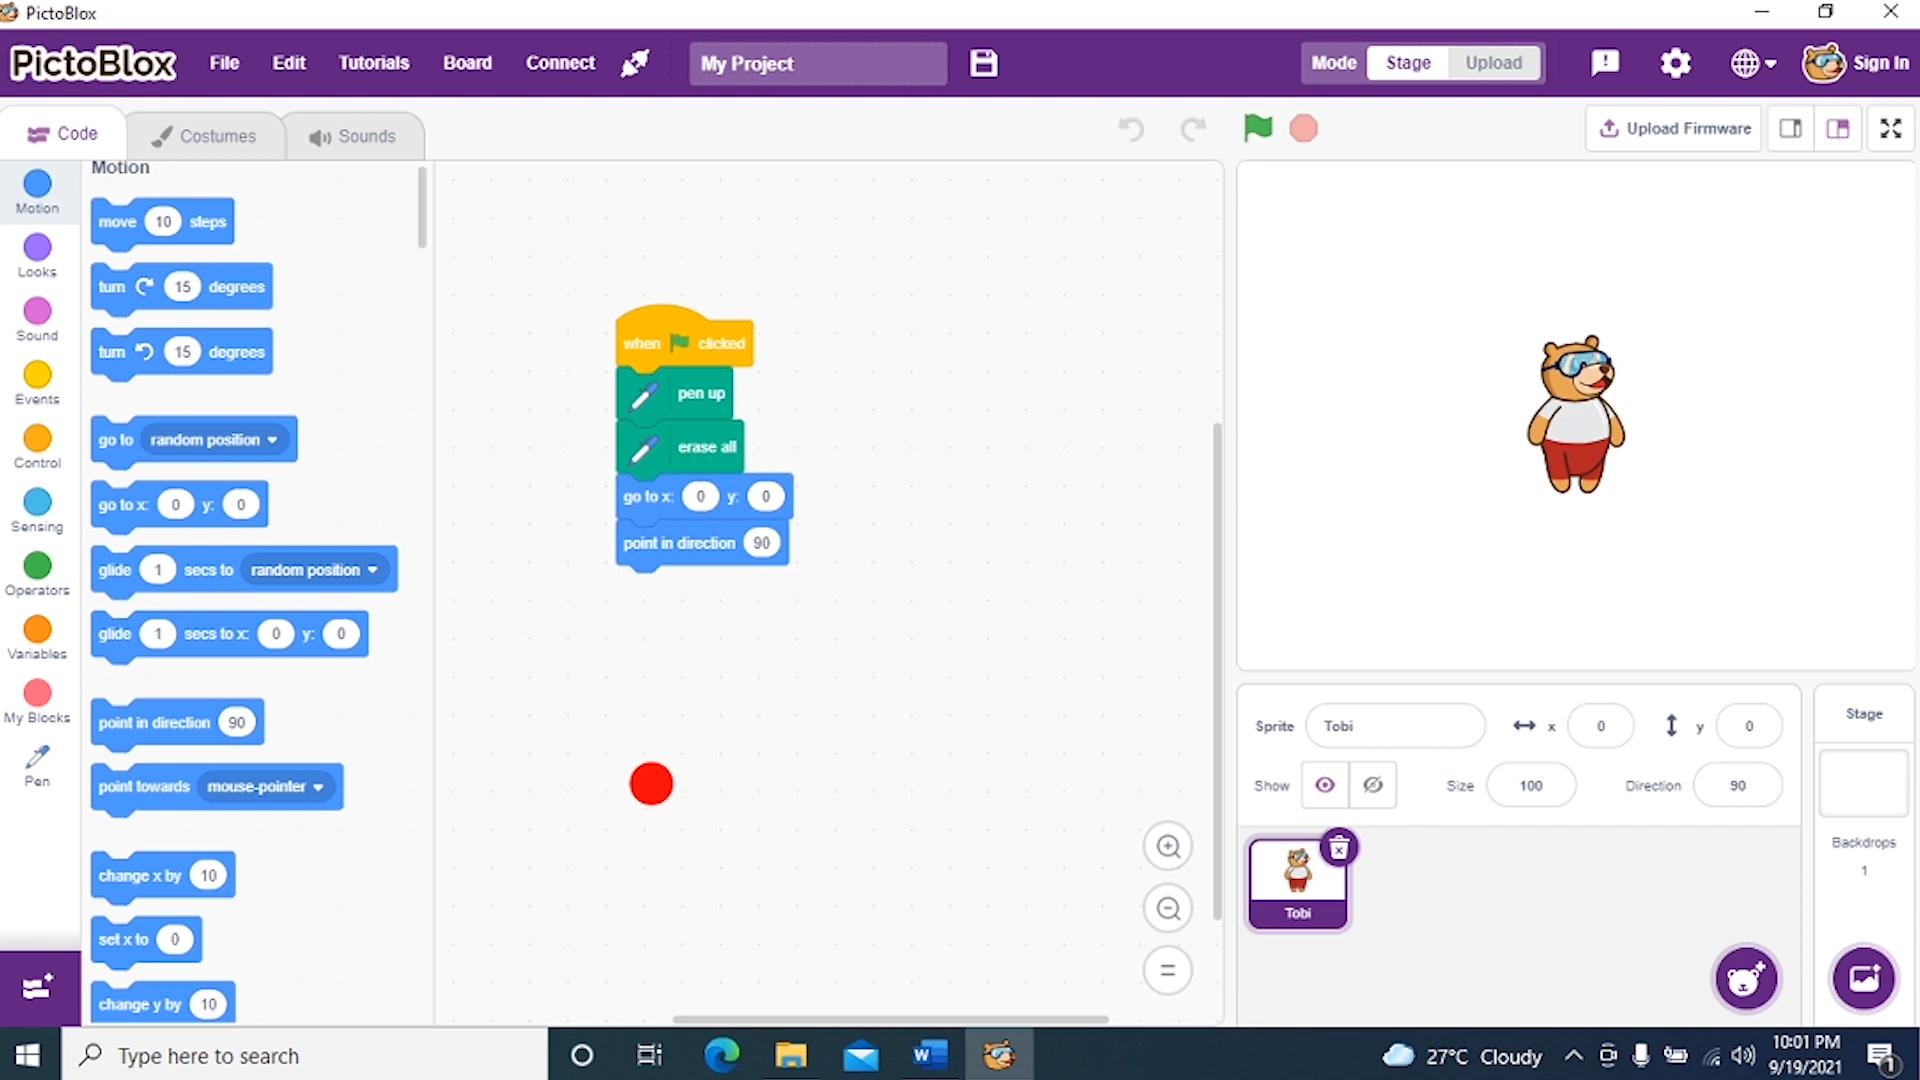 PictoBlox
PictoBlox File Edit Tutorials Board Connect My Project Mode Stage Upload Sign In
Code Costumes Sounds Upload Firmware
Motion
Looks
Sound
Events
Control
Sensing
Operators
Variables
My Blocks
Pen
Motion
move 10 steps
turn 15 degrees
turn 15 degrees
go to random position
go to x: 0 y: 0
glide 1 secs to random position
glide 1 secs to x: 0 y: 0
point in direction 90
point towards mouse-pointer
change x by 10
set x to 0
change y by 10
when clicked
pen up
erase all
go to x: 0 y: 0
point in direction 90
Sprite Tobi x 0 y 0
Show Size 100 Direction 90
Tobi
Stage
Backdrops
1
Type here to search
27°C Cloudy
10:01 PM
9/19/2021
1